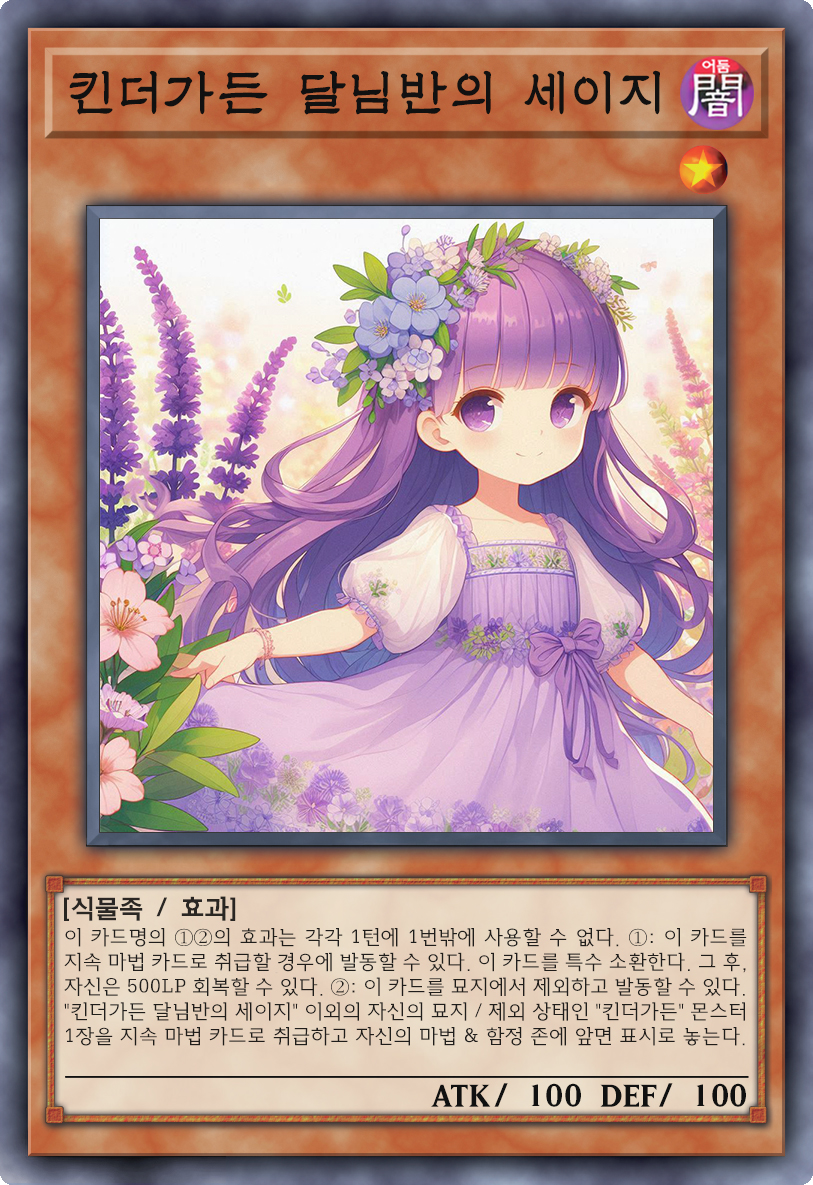 킨더가든 달님반의 세이지
어둠
闇
[식물족 / 효과]
이 카드명의 ①②의 효과는 각각 1턴에 1번밖에 사용할 수 없다. ①: 이 카드를
지속 마법 카드로 취급할 경우에 발동할 수 있다. 이 카드를 특수 소환한다. 그 후,
자신은 500LP 회복할 수 있다. ②: 이 카드를 묘지에서 제외하고 발동할 수 있다.
"킨더가든 달님반의 세이지" 이외의 자신의 묘지 / 제외 상태인 "킨더가든" 몬스터
1장을 지속 마법 카드로 취급하고 자신의 마법 & 함정 존에 앞면 표시로 놓는다.
ATK/ 100 DEF/ 100